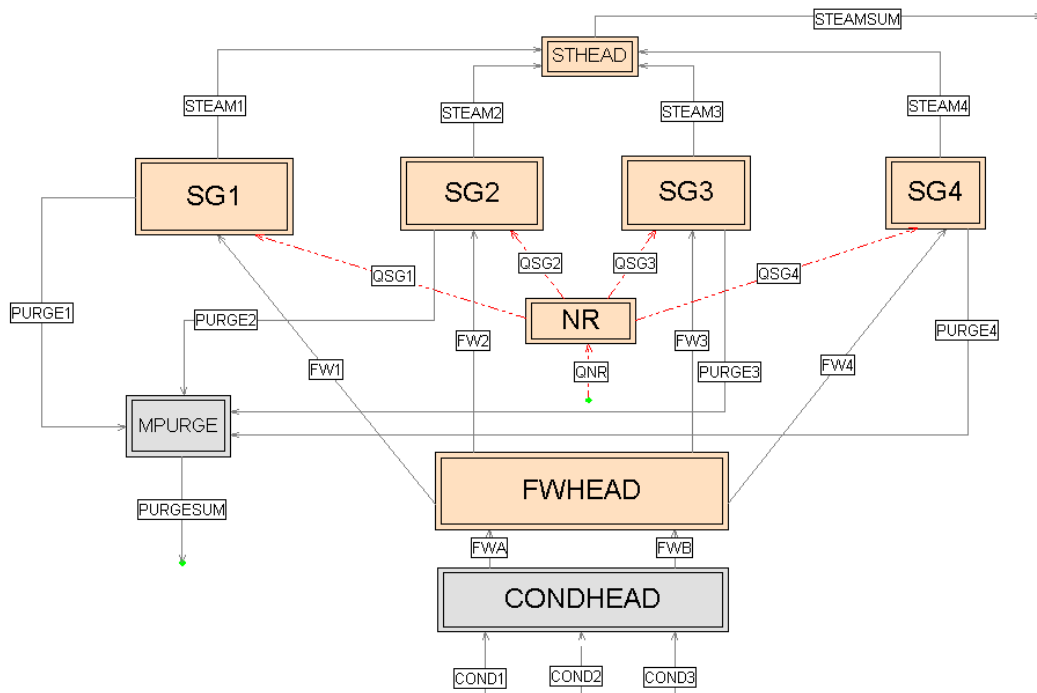 STEAMSUM
STHEAD
STEAM1
STEAM2
STEAM3
STEAM4
SG1
SG2
SG3
SG4
QSG1
QSG2
QSG3
QSG4
PURGE1
PURGE2
NR
PURGE4
FW1
FW2
FW3
FW4
QNR
PURGE3
MPURGE
FWHEAD
PURGESUM
FWA
FWB
CONDHEAD
COND1
COND2
COND3